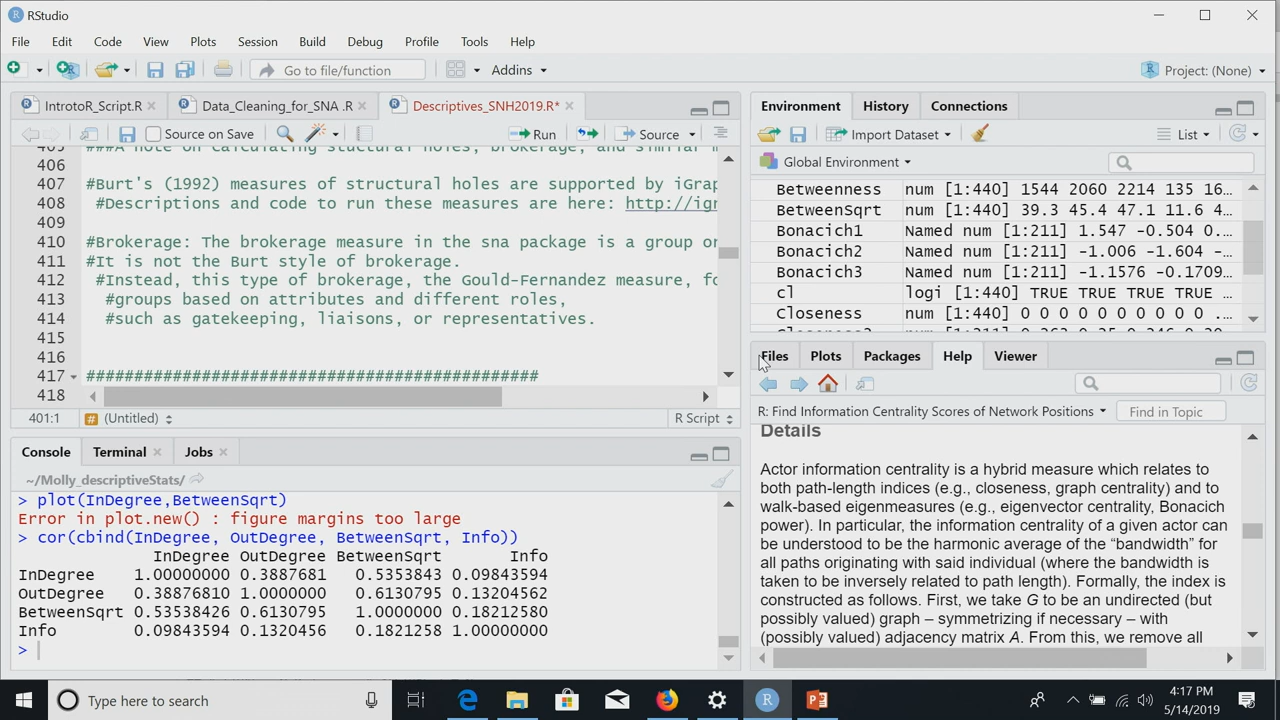 RStudio
File Edit Code View Plots Session Build Debug Profile Tools Help
Go to file/function Addins Project: (None)
IntrotoR_Script.R Data_Cleaning_for_SNA .R Descriptives_SNH2019.R*
Source on Save Run Source
406
407 #Burt's (1992) measures of structural holes are supported by iGrap
408 #Descriptions and code to run these measures are here: http://igr
409
410 #Brokerage: The brokerage measure in the sna package is a group or
411 #It is not the Burt style of brokerage.
412 #Instead, this type of brokerage, the Gould-Fernandez measure, fo
413 #groups based on attributes and different roles,
414 #such as gatekeeping, liaisons, or representatives.
415
416
417 ###############################################
418
401:1 # (Untitled) R Script
Console Terminal Jobs
~/Molly_descriptiveStats/
> plot(InDegree,BetweenSqrt)
Error in plot.new() : figure margins too large
> cor(cbind(InDegree, OutDegree, BetweenSqrt, Info))
InDegree OutDegree BetweenSqrt Info
InDegree 1.00000000 0.3887681 0.5353843 0.09843594
OutDegree 0.38876810 1.0000000 0.6130795 0.13204562
BetweenSqrt 0.53538426 0.6130795 1.0000000 0.18212580
Info 0.09843594 0.1320456 0.1821258 1.00000000
>
Environment History Connections
Import Dataset List
Global Environment
Betweenness num [1:440] 1544 2060 2214 135 16…
BetweenSqrt num [1:440] 39.3 45.4 47.1 11.6 4…
Bonacich1 Named num [1:211] 1.547 -0.504 0.…
Bonacich2 Named num [1:211] -1.006 -1.604 -…
Bonacich3 Named num [1:211] -1.1576 -0.1709…
cl logi [1:440] TRUE TRUE TRUE TRUE …
Closeness num [1:440] 0 0 0 0 0 0 0 0 0 0 .…
Files Plots Packages Help Viewer
R: Find Information Centrality Scores of Network Positions Find in Topic
Details
Actor information centrality is a hybrid measure which relates to
both path-length indices (e.g., closeness, graph centrality) and to
walk-based eigenmeasures (e.g., eigenvector centrality, Bonacich
power). In particular, the information centrality of a given actor can
be understood to be the harmonic average of the “bandwidth” for
all paths originating with said individual (where the bandwidth is
taken to be inversely related to path length). Formally, the index is
constructed as follows. First, we take G to be an undirected (but
possibly valued) graph – symmetrizing if necessary – with
(possibly valued) adjacency matrix A. From this, we remove all
Type here to search
4:17 PM
5/14/2019